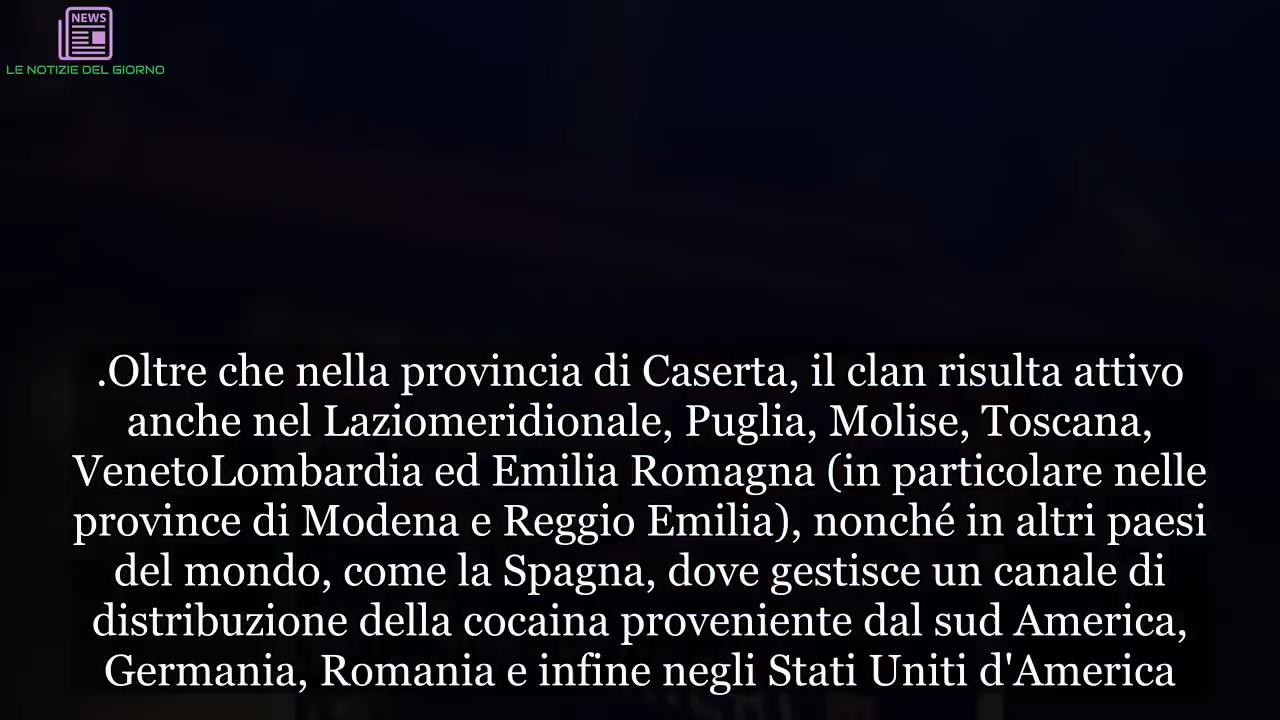 NEWS
LE NOTIZIE DEL GIORNO
.Oltre che nella provincia di Caserta, il clan risulta attivo
anche nel Laziomeridionale, Puglia, Molise, Toscana,
VenetoLombardia ed Emilia Romagna (in particolare nelle
province di Modena e Reggio Emilia), nonché in altri paesi
del mondo, come la Spagna, dove gestisce un canale di
distribuzione della cocaina proveniente dal sud America,
Germania, Romania e infine negli Stati Uniti d'America